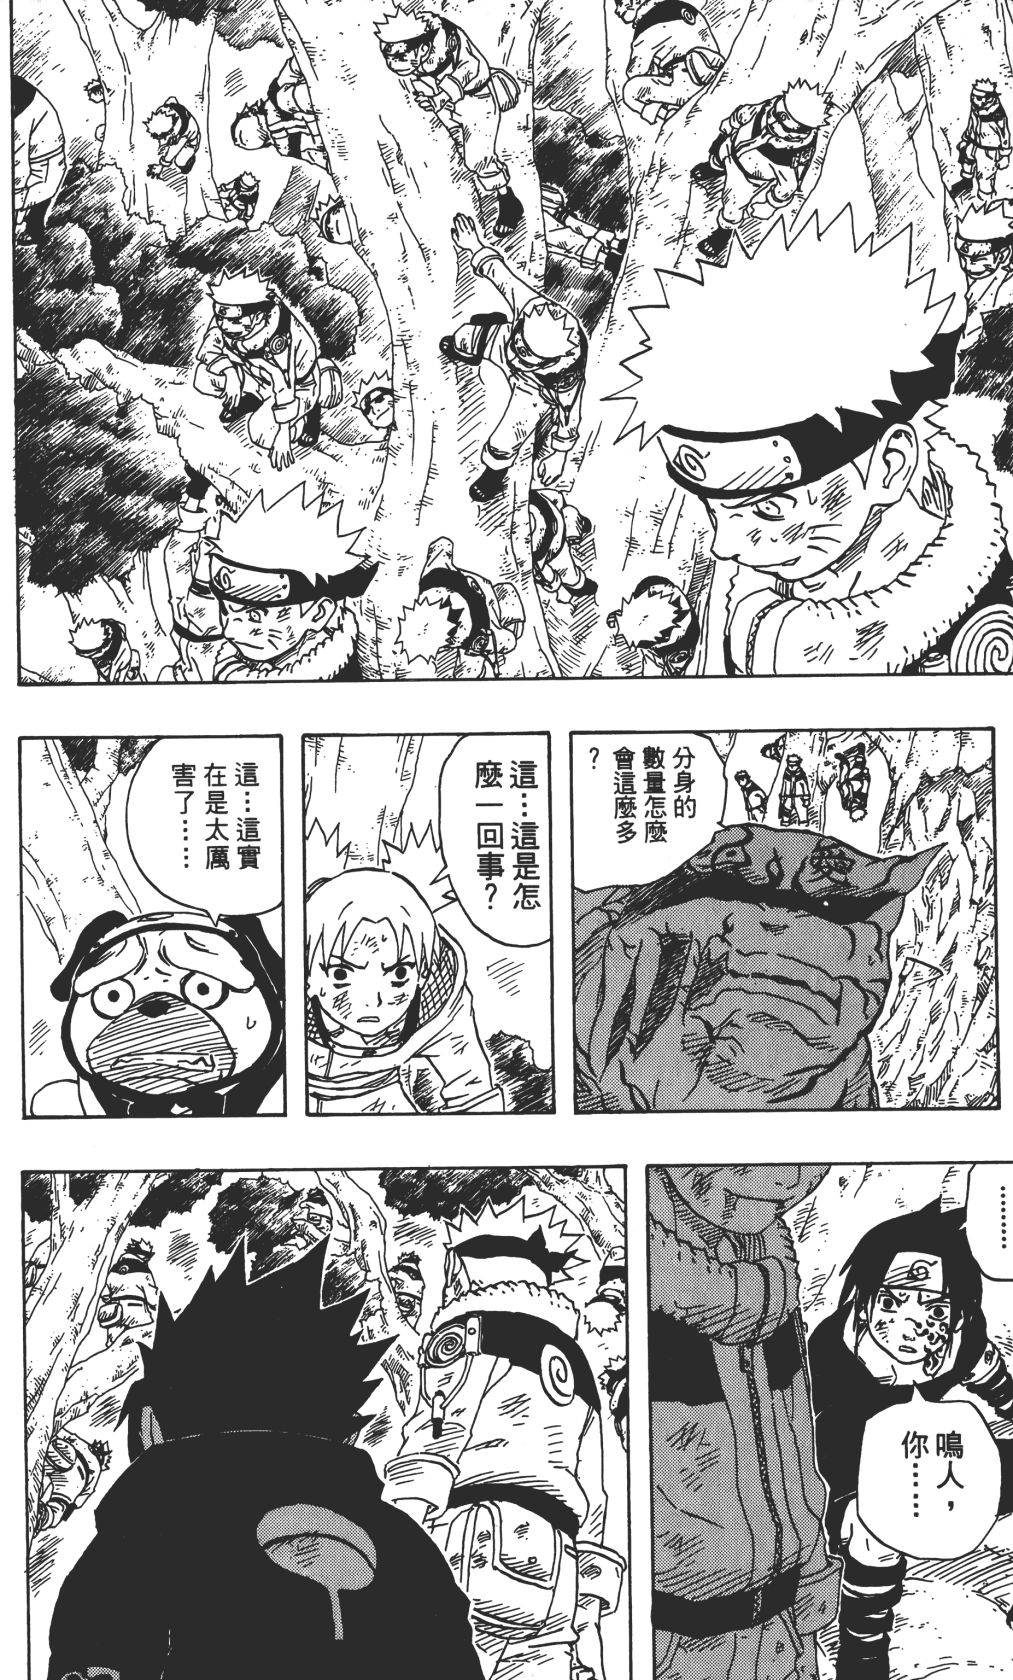 分身的
數量怎麼
會這麼多
?
這…這是怎
麼一回事?
這…這實
在是太厲
害了……
………
鳴人，
你……
愛